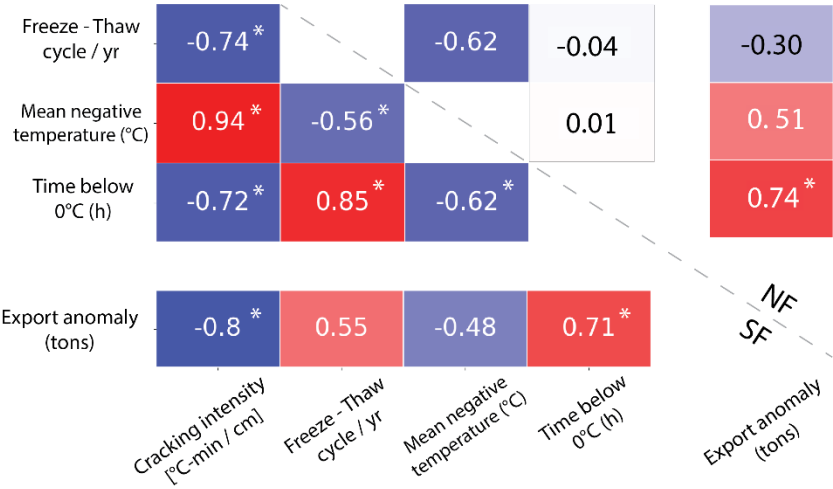 Freeze - Thaw
cycle / yr
-0.74 *
-0.62
-0.04
-0.30
Mean negative
temperature (°C)
0.94 *
-0.56 *
0.01
0. 51
Time below
0°C (h)
-0.72 *
0.85 *
-0.62 *
0.74 *
NF
SF
Export anomaly
(tons)
-0.8 *
0.55
-0.48
0.71 *
Cracking intensity
[°C-min / cm]
Freeze - Thaw
cycle / yr
Mean negative
temperature (°C)
Time below
0°C (h)
Export anomaly
(tons)